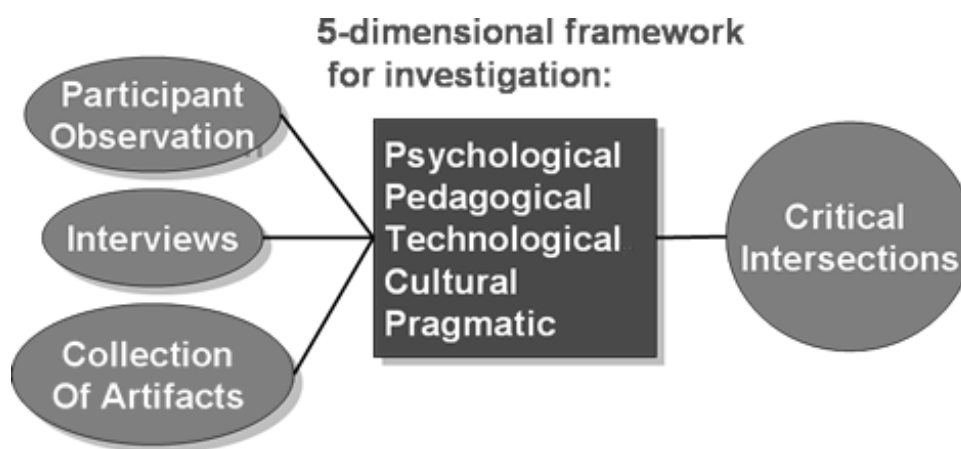 5-dimensional framework
for investigation:
Participant
Observation
Interviews
Collection
Of Artifacts
Psychological
Pedagogical
Technological
Cultural
Pragmatic
Critical
Intersections